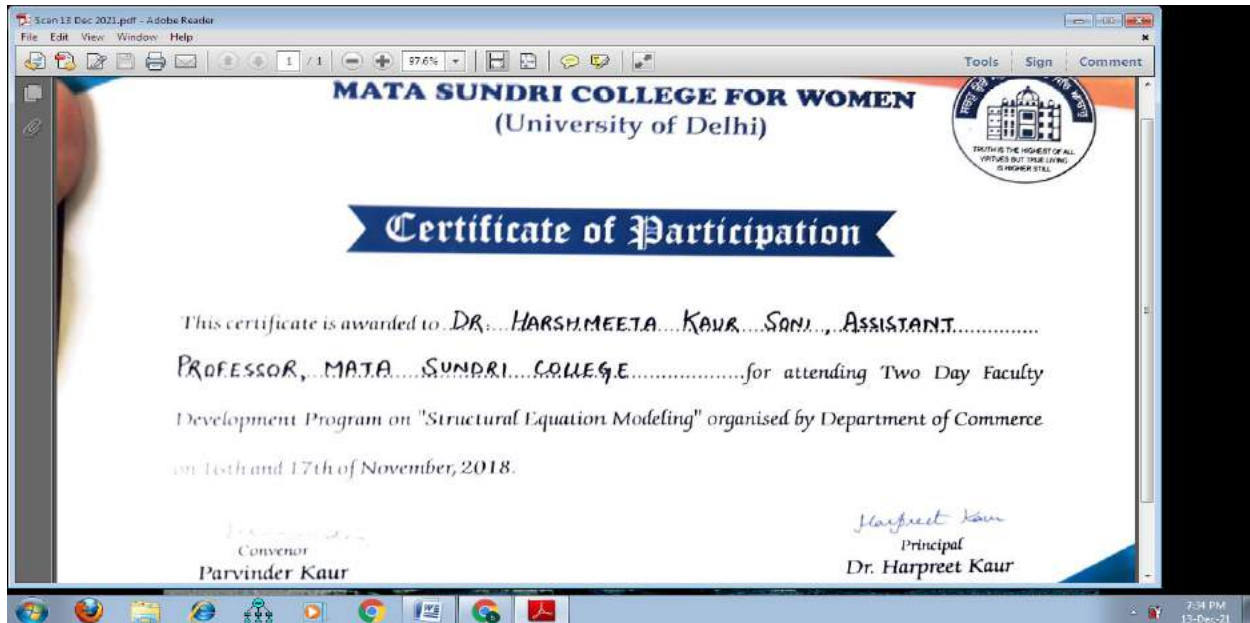 Scan 13 Dec 2021.pdf - Adobe Reader
File Edit View Window Help
1 / 1 97.6% Tools Sign Comment
MATA SUNDRI COLLEGE FOR WOMEN
(University of Delhi)
TRUTH IS THE HIGHEST OF ALL
VIRTUES BUT TRUE LIVING
IS HIGHER STILL
Certificate of Participation
This certificate is awarded to DR. HARSHMEETA KAUR SONI, ASSISTANT
PROFESSOR, MATA SUNDRI COLLEGE for attending Two Day Faculty
Development Program on "Structural Equation Modeling" organised by Department of Commerce
on 16th and 17th of November, 2018.
Harpreet Kaur
Convenor Principal
Parvinder Kaur Dr. Harpreet Kaur
7:34 PM
13-Dec-21